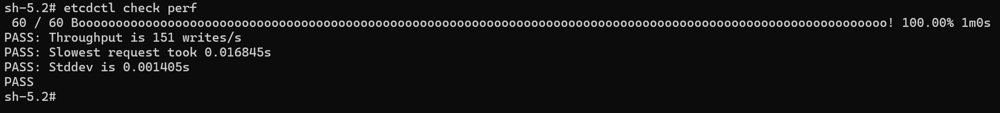 sh-5.2# etcdctl check perf
 60 / 60 Booooooooooooooooooooooooooooooooooooooooooooooooooooooooooooooooooooooooooooooooooooooooooooooooooooooooooooo! 100.00% 1m0s
PASS: Throughput is 151 writes/s
PASS: Slowest request took 0.016845s
PASS: Stddev is 0.001405s
PASS
sh-5.2#